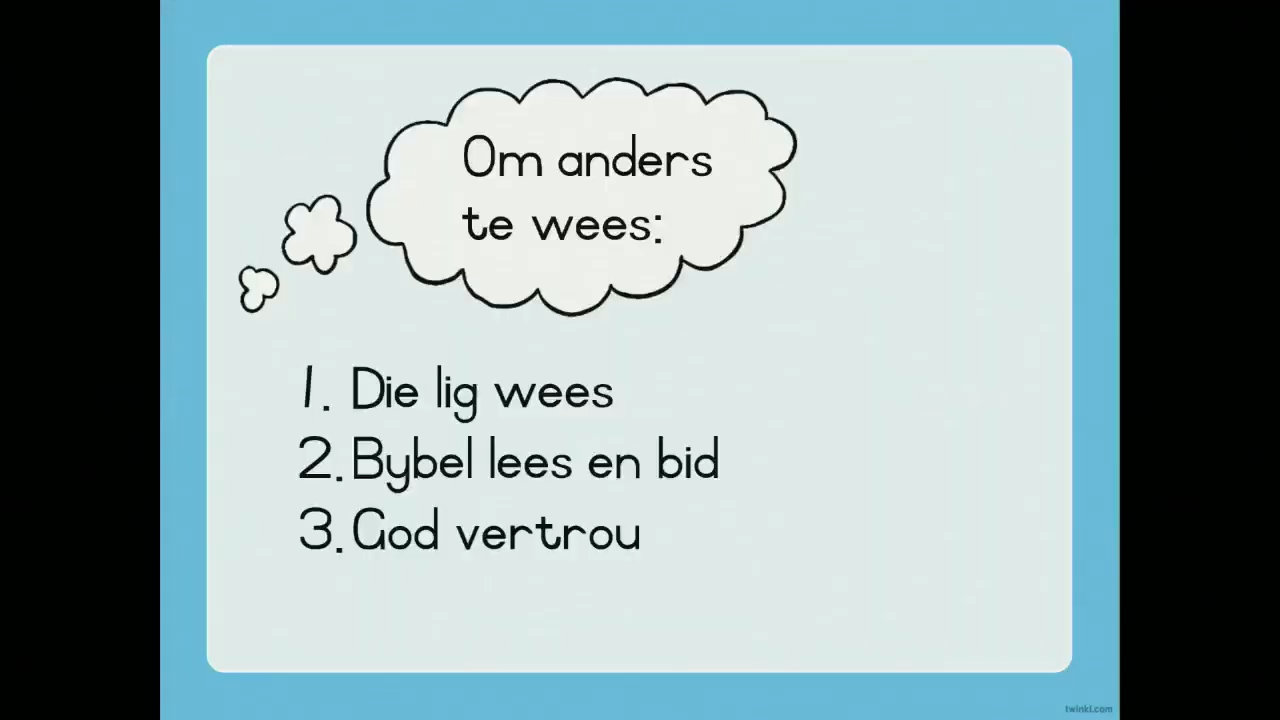 Om anders
te wees:
1. Die lig wees
2. Bybel lees en bid
3. God vertrou
twinkl.com